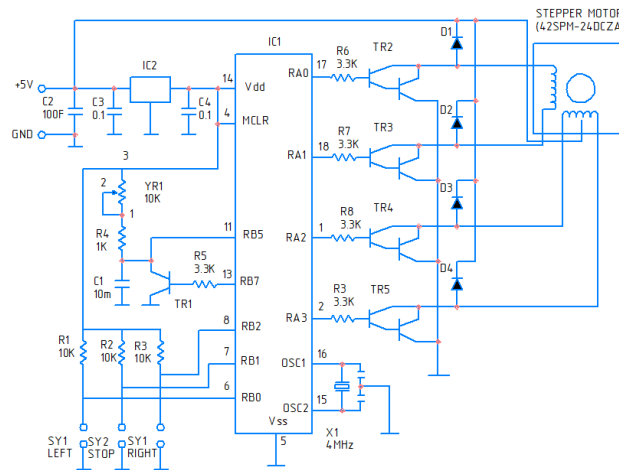 STEPPER MOTOR
(42SPM-24DCZA
D1
IC1
R6
3.3K
TR2
17
RA0
IC2
+5V
14
Vdd
C2
100F
C3
0.1
C4
0.1
4
MCLR
GND
D2
R7
3.3K
TR3
18
RA1
3
2
YR1
10K
1
D3
R8
3.3K
TR4
1
RA2
R4
1K
11
RB5
C1
10m
R5
3.3K
13
RB7
TR1
D4
R3
3.3K
TR5
2
RA3
8
RB2
R1
10K
R2
10K
R3
10K
7
RB1
16
OSC1
6
RB0
15
OSC2
Vss
5
X1
4MHz
SY1
LEFT
SY2
STOP
SY1
RIGHT